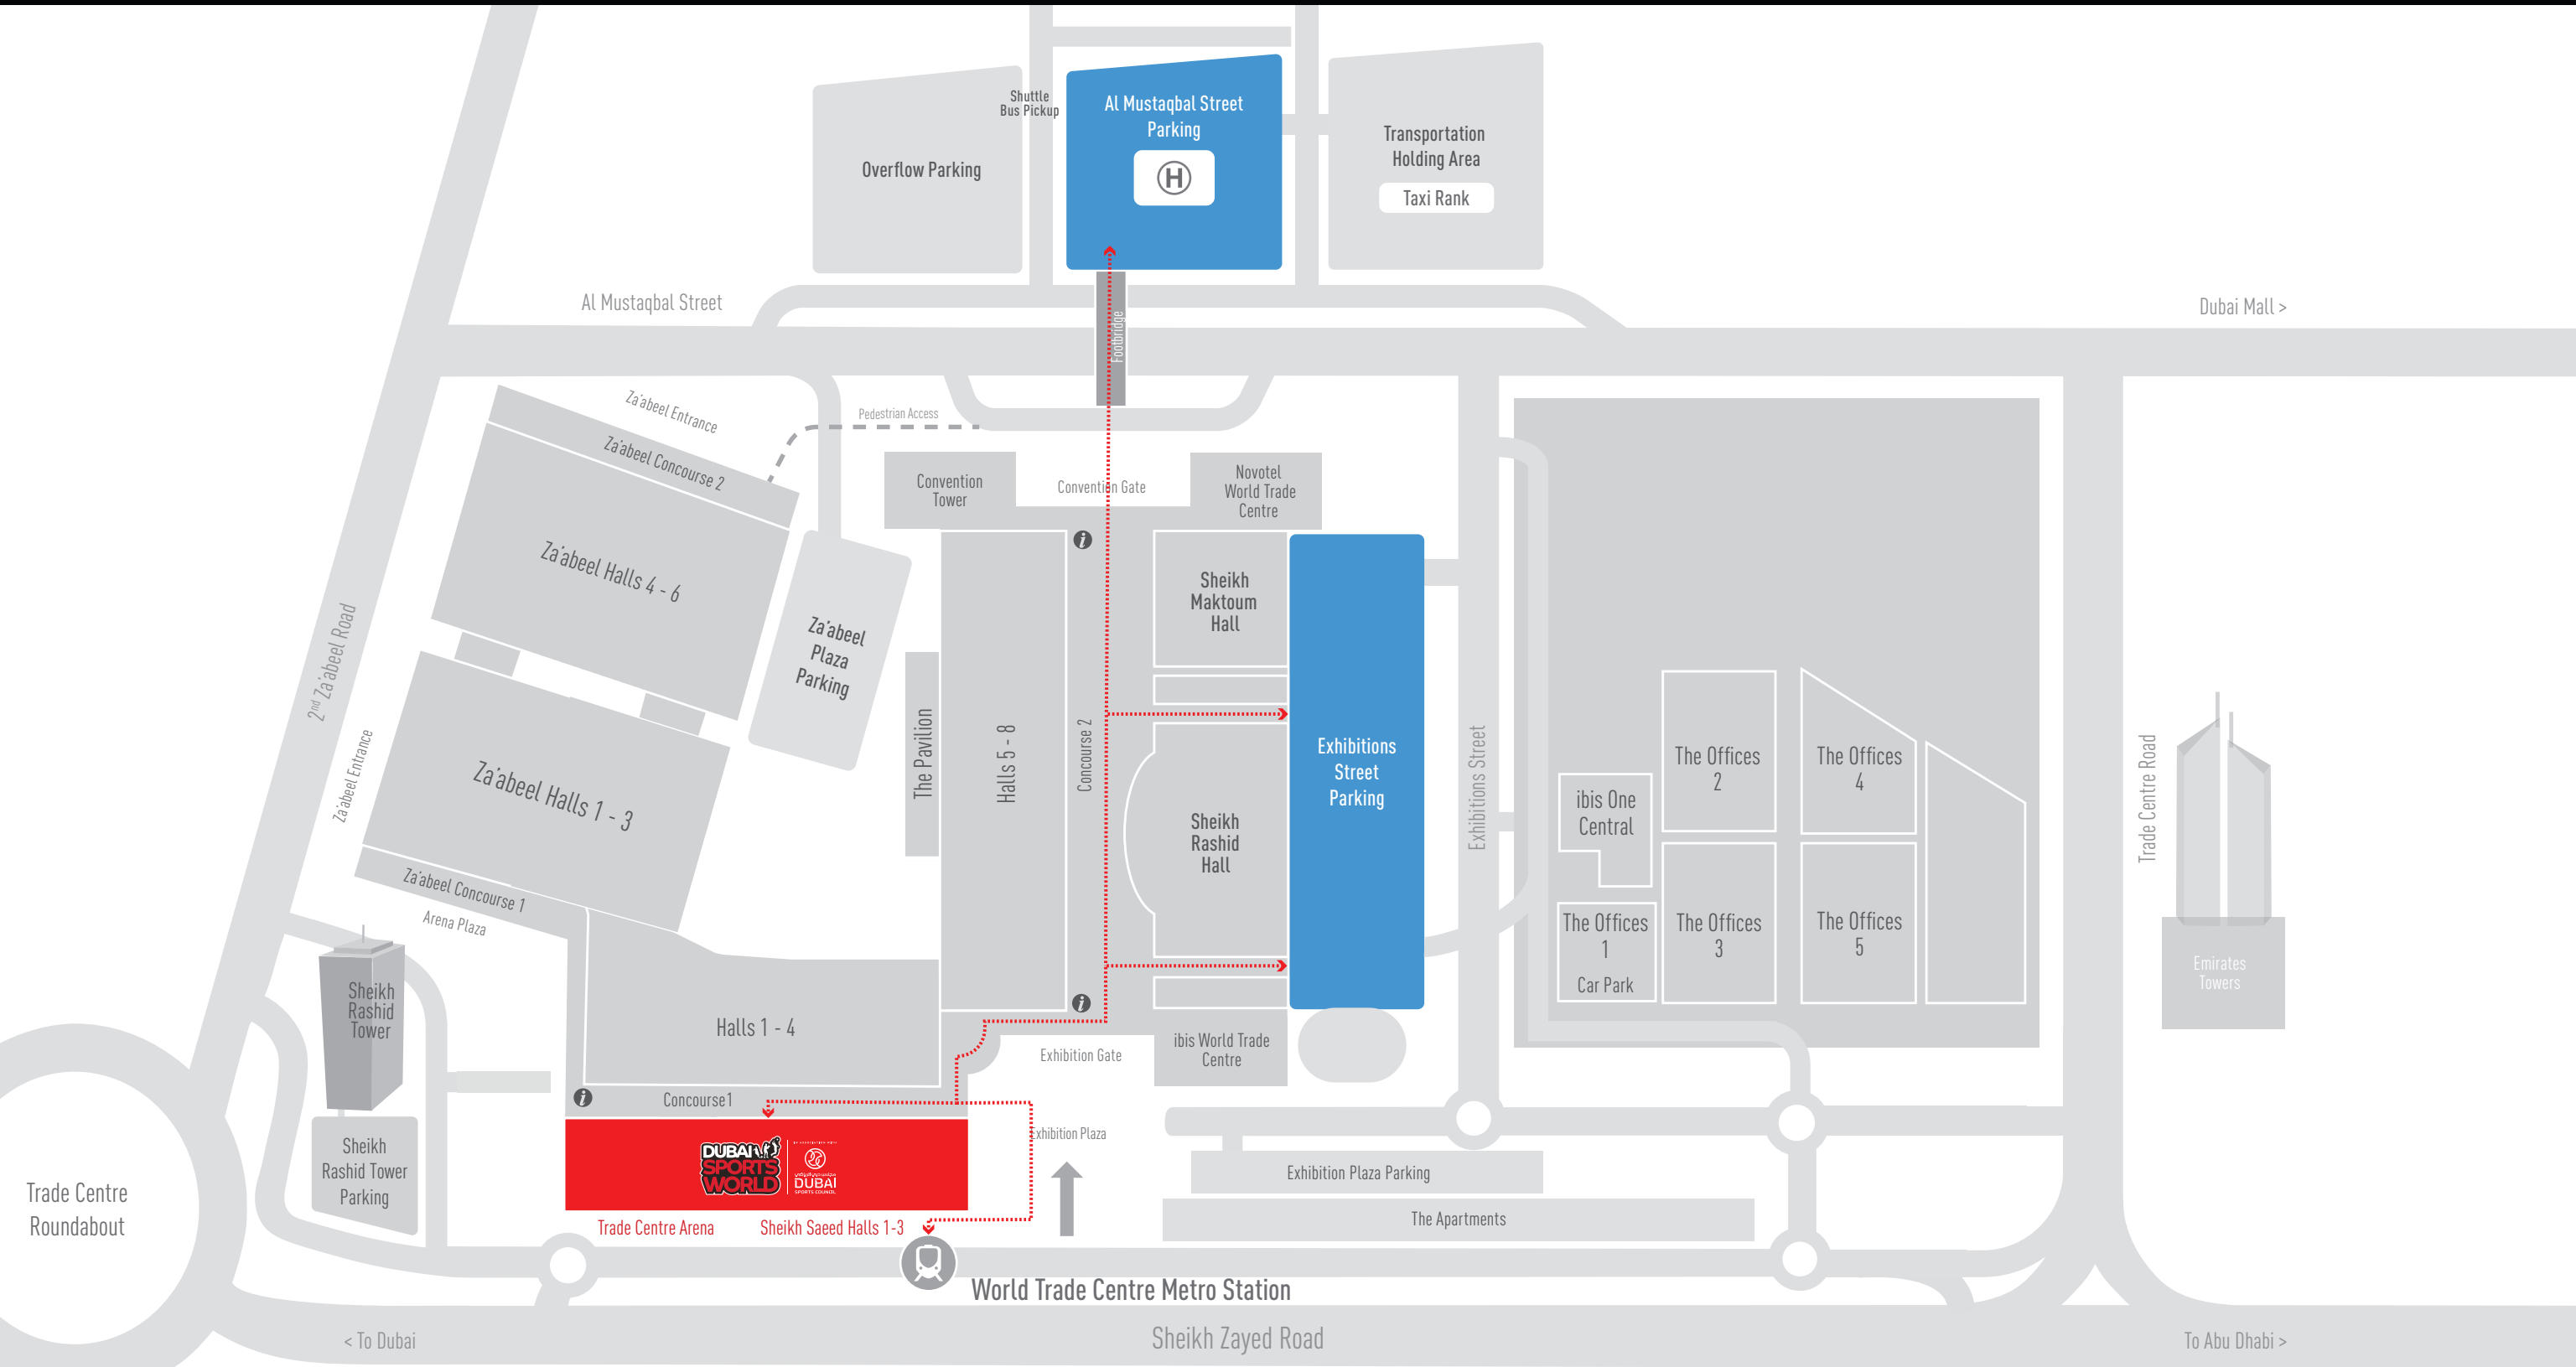 Shuttle
Bus Pickup
Al Mustaqbal Street
Parking
H
Overflow Parking
Transportation
Holding Area
Taxi Rank
Al Mustaqbal Street
Footbridge
Dubai Mall >
Za'abeel Entrance
Za'abeel Concourse 2
Pedestrian Access
Convention
Tower
Convention Gate
Novotel
World Trade
Centre
Za'abeel Halls 4 - 6
Za'abeel
Plaza
Parking
i
Sheikh
Maktoum
Hall
2nd Za'abeel Road
Za'abeel Entrance
Za'abeel Halls 1 - 3
The Pavilion
Halls 5 - 8
Concourse 2
Sheikh
Rashid
Hall
Exhibitions
Street
Parking
Exhibitions Street
ibis One
Central
The Offices
2
The Offices
4
Trade Centre Road
Za'abeel Concourse 1
Arena Plaza
The Offices
1
Car Park
The Offices
3
The Offices
5
Emirates
Towers
Sheikh
Rashid
Tower
Halls 1 - 4
i
Exhibition Gate
ibis World Trade
Centre
i
Concourse1
Sheikh
Rashid Tower
Parking
DUBAI
SPORTS
WORLD
DUBAI
SPORTS COUNCIL
Exhibition Plaza
Exhibition Plaza Parking
The Apartments
Trade Centre
Roundabout
Trade Centre Arena
Sheikh Saeed Halls 1-3
World Trade Centre Metro Station
< To Dubai
Sheikh Zayed Road
To Abu Dhabi >